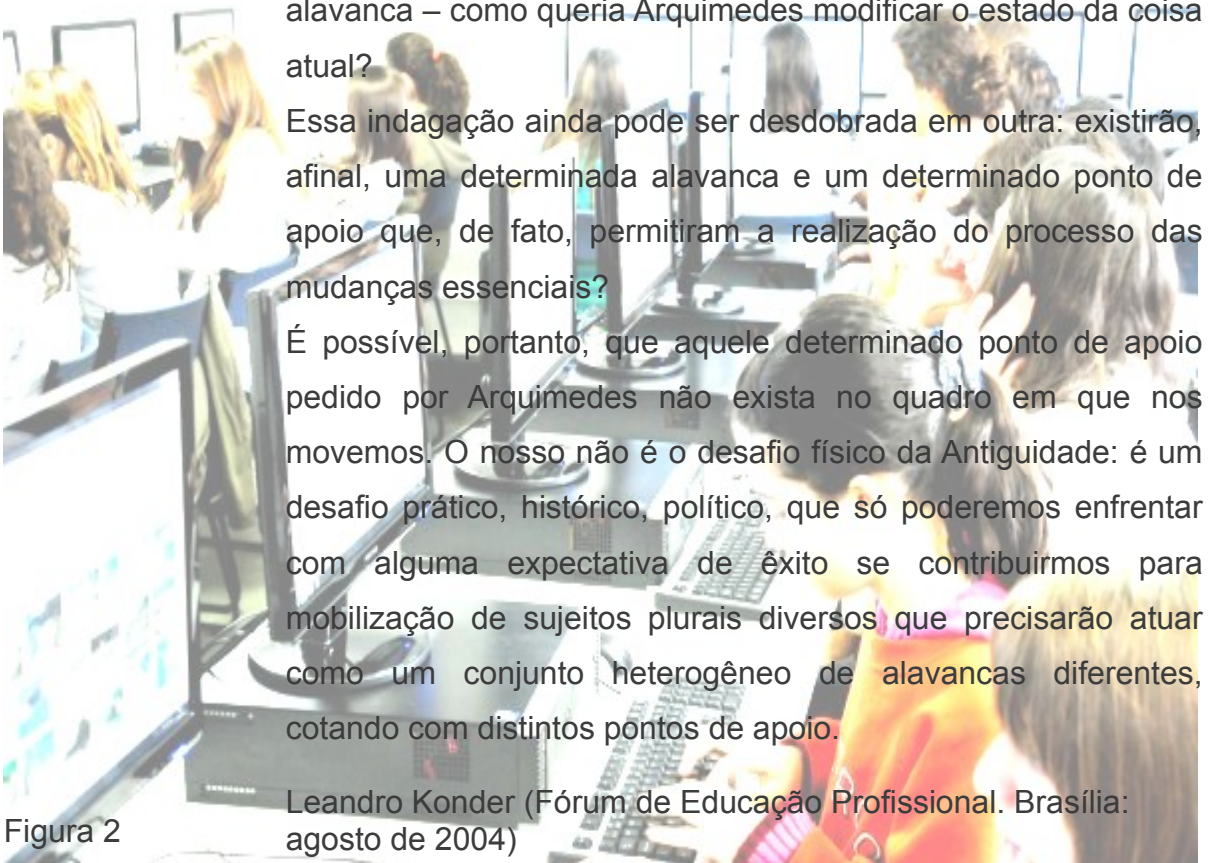 alavanca – como queria Arquimedes modificar o estado da coisa
atual?
Essa indagação ainda pode ser desdobrada em outra: existirão,
afinal, uma determinada alavanca e um determinado ponto de
apoio que, de fato, permitiram a realização do processo das
mudanças essenciais?
É possível, portanto, que aquele determinado ponto de apoio
pedido por Arquimedes não exista no quadro em que nos
movemos. O nosso não é o desafio físico da Antiguidade: é um
desafio prático, histórico, político, que só poderemos enfrentar
com alguma expectativa de êxito se contribuirmos para
mobilização de sujeitos plurais diversos que precisarão atuar
como um conjunto heterogêneo de alavancas diferentes,
cotando com distintos pontos de apoio.
Leandro Konder (Fórum de Educação Profissional. Brasília:
agosto de 2004)
Figura 2